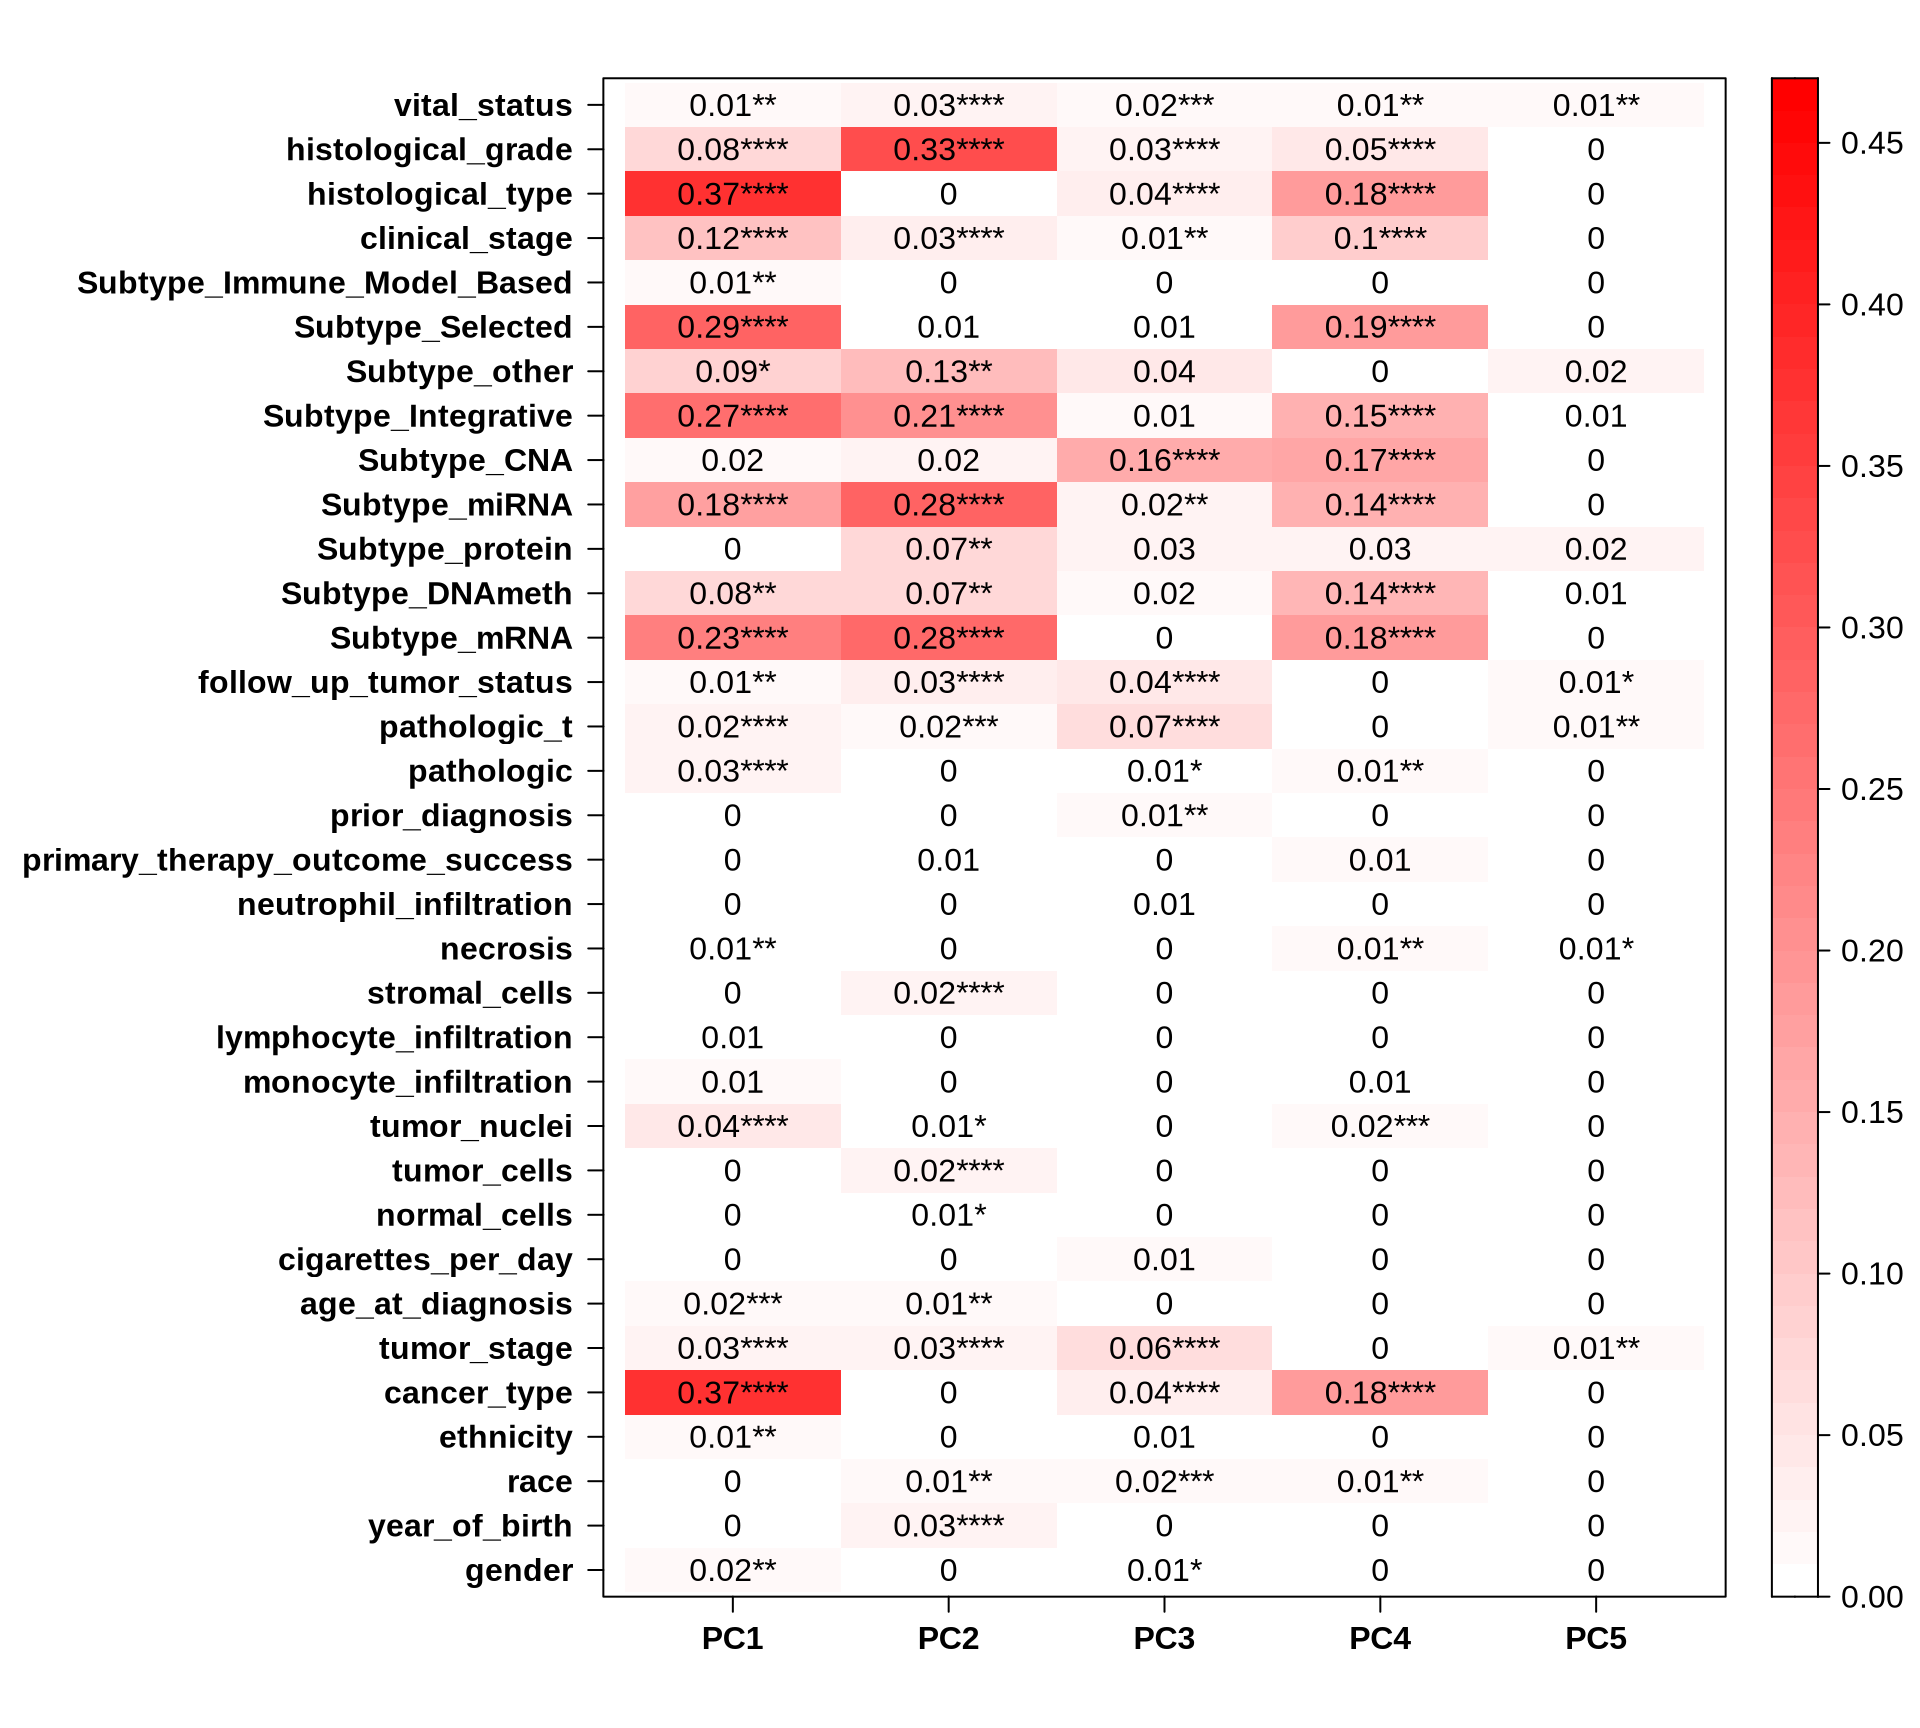 vital_status 0.01** 0.03**** 0.02*** 0.01** 0.01**
histological_grade 0.08**** 0.33**** 0.03**** 0.05**** 0
histological_type 0.37**** 0 0.04**** 0.18**** 0
clinical_stage 0.12**** 0.03**** 0.01** 0.1**** 0
Subtype_Immune_Model_Based 0.01** 0 0 0 0
Subtype_Selected 0.29**** 0.01 0.01 0.19**** 0
Subtype_other 0.09* 0.13** 0.04 0 0.02
Subtype_Integrative 0.27**** 0.21**** 0.01 0.15**** 0.01
Subtype_CNA 0.02 0.02 0.16**** 0.17**** 0
Subtype_miRNA 0.18**** 0.28**** 0.02** 0.14**** 0
Subtype_protein 0 0.07** 0.03 0.03 0.02
Subtype_DNAmeth 0.08** 0.07** 0.02 0.14**** 0.01
Subtype_mRNA 0.23**** 0.28**** 0 0.18**** 0
follow_up_tumor_status 0.01** 0.03**** 0.04**** 0 0.01*
pathologic_t 0.02**** 0.02*** 0.07**** 0 0.01**
pathologic 0.03**** 0 0.01* 0.01** 0
prior_diagnosis 0 0 0.01** 0 0
primary_therapy_outcome_success 0 0.01 0 0.01 0
neutrophil_infiltration 0 0 0.01 0 0
necrosis 0.01** 0 0 0.01** 0.01*
stromal_cells 0 0.02**** 0 0 0
lymphocyte_infiltration 0.01 0 0 0 0
monocyte_infiltration 0.01 0 0 0.01 0
tumor_nuclei 0.04**** 0.01* 0 0.02*** 0
tumor_cells 0 0.02**** 0 0 0
normal_cells 0 0.01* 0 0 0
cigarettes_per_day 0 0 0.01 0 0
age_at_diagnosis 0.02*** 0.01** 0 0 0
tumor_stage 0.03**** 0.03**** 0.06**** 0 0.01**
cancer_type 0.37**** 0 0.04**** 0.18**** 0
ethnicity 0.01** 0 0.01 0 0
race 0 0.01** 0.02*** 0.01** 0
year_of_birth 0 0.03**** 0 0 0
gender 0.02** 0 0.01* 0 0
PC1 PC2 PC3 PC4 PC5
0.45
0.40
0.35
0.30
0.25
0.20
0.15
0.10
0.05
0.00